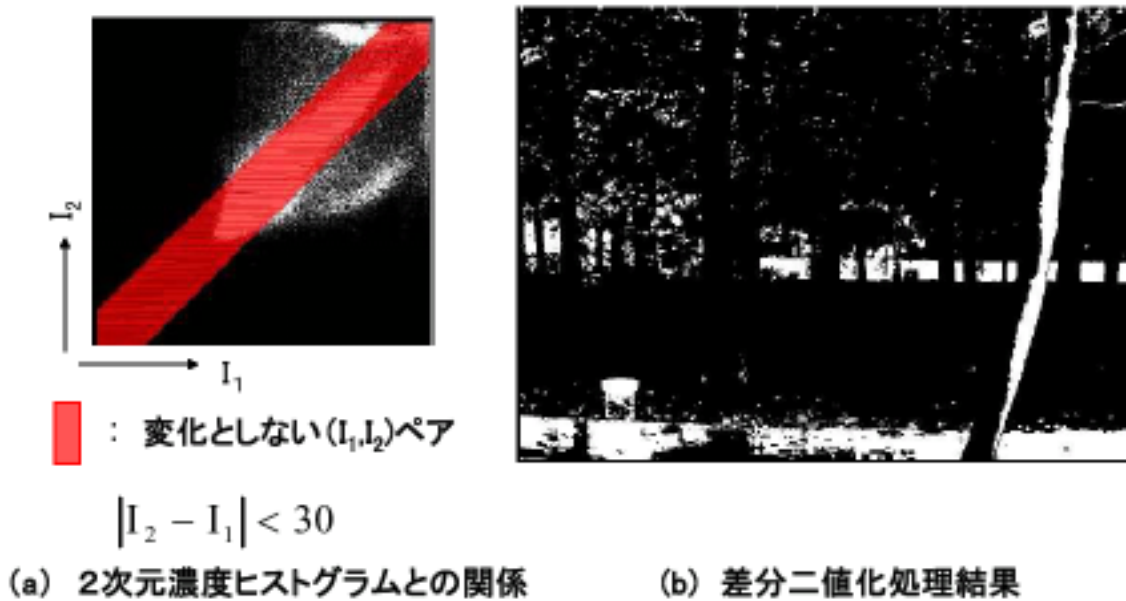 I₂
I₁
： 変化としない(I₁,I₂)ペア
|I₂ − I₁| < 30
(a) 2次元濃度ヒストグラムとの関係
(b) 差分二値化処理結果